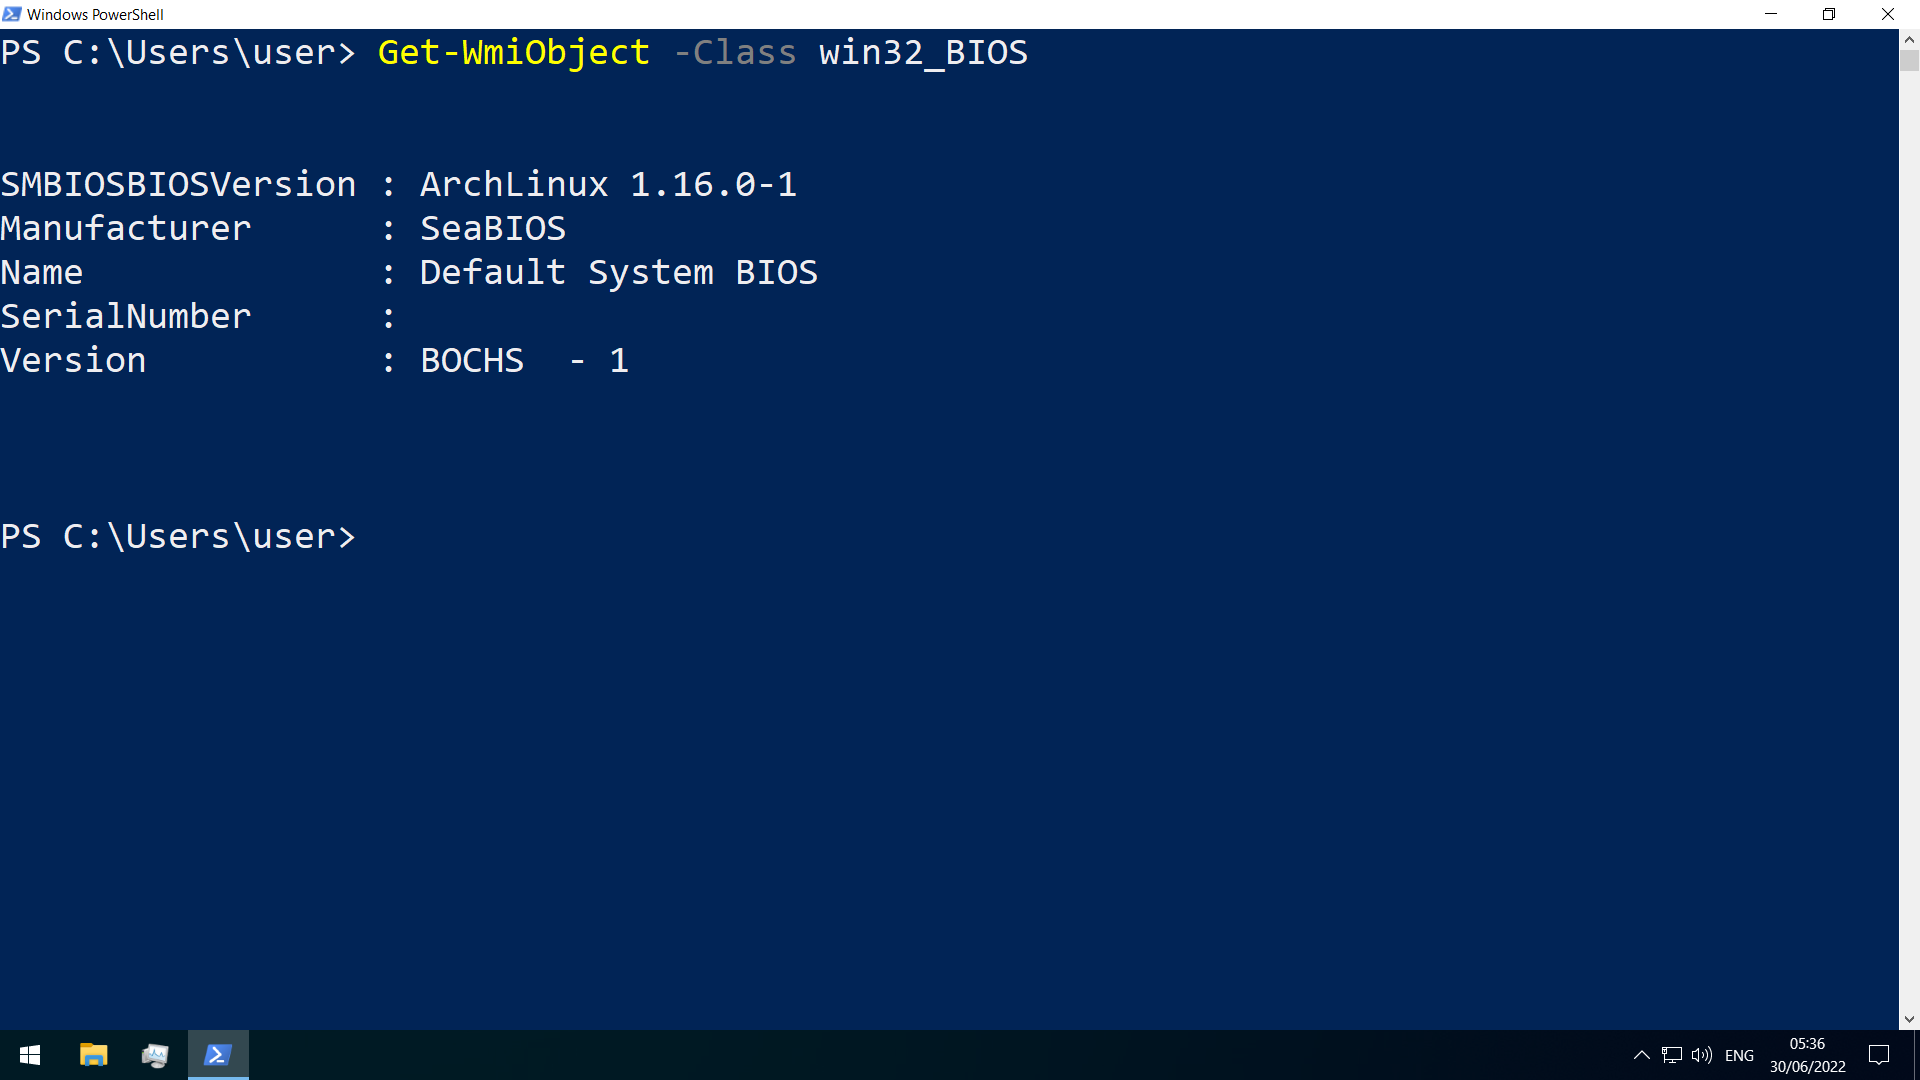 Windows PowerShell
PS C:\Users\user> Get-WmiObject -Class win32_BIOS
SMBIOSBIOSVersion : ArchLinux 1.16.0-1
Manufacturer      : SeaBIOS
Name              : Default System BIOS
SerialNumber      :
Version           : BOCHS  - 1
PS C:\Users\user>
ENG
05:36
30/06/2022